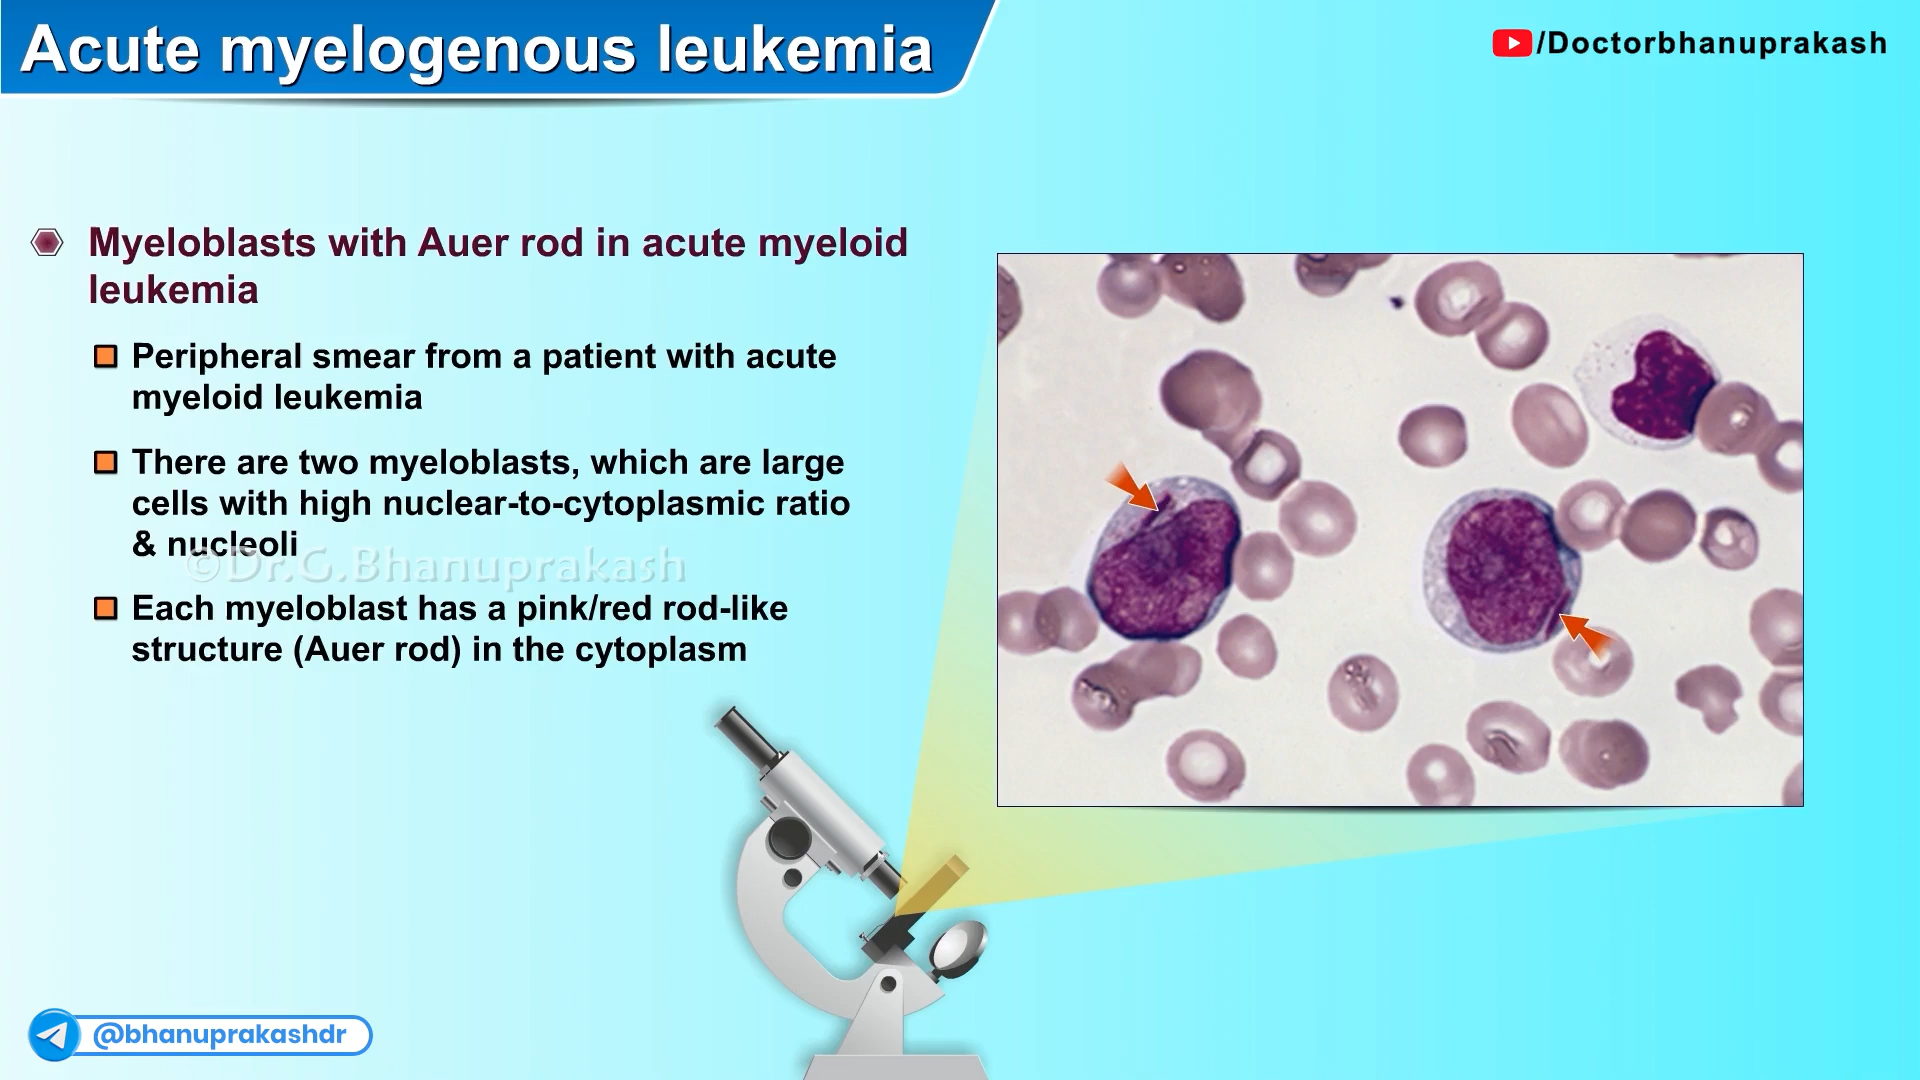 Acute myelogenous leukemia
/Doctorbhanuprakash
Myeloblasts with Auer rod in acute myeloid
leukemia
Peripheral smear from a patient with acute
myeloid leukemia
There are two myeloblasts, which are large
cells with high nuclear-to-cytoplasmic ratio
& nucleoli
©Dr.G.Bhanuprakash
Each myeloblast has a pink/red rod-like
structure (Auer rod) in the cytoplasm
@bhanuprakashdr